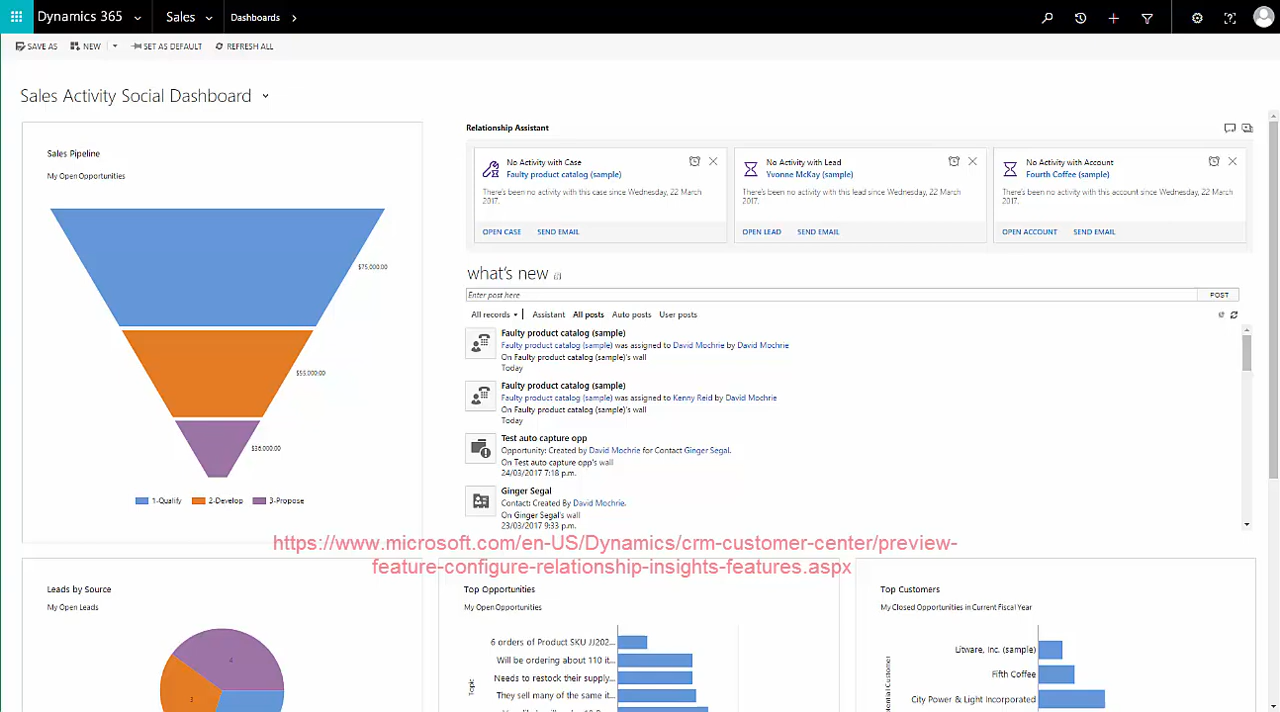 Dynamics 365
Sales
Dashboards
SAVE AS
NEW
SET AS DEFAULT
REFRESH ALL
Sales Activity Social Dashboard
Sales Pipeline
My Open Opportunities
$75,000.00
$55,000.00
$36,000.00
1-Qualify 2-Develop 3-Propose
Relationship Assistant
No Activity with Case
Faulty product catalog (sample)
There's been no activity with this case since Wednesday, 22 March
2017.
OPEN CASE SEND EMAIL
No Activity with Lead
Yvonne McKay (sample)
There's been no activity with this lead since Wednesday, 22 March
2017.
OPEN LEAD SEND EMAIL
No Activity with Account
Fourth Coffee (sample)
There's been no activity with this account since Wednesday, 22 March
2017.
OPEN ACCOUNT SEND EMAIL
what's new
Enter post here
POST
All records
Assistant All posts Auto posts User posts
Faulty product catalog (sample)
Faulty product catalog (sample) was assigned to David Mochrie by David Mochrie
On Faulty product catalog (sample)'s wall
Today
Faulty product catalog (sample)
Faulty product catalog (sample) was assigned to Kenny Reid by David Mochrie
On Faulty product catalog (sample)'s wall
Today
Test auto capture opp
Opportunity: Created by David Mochrie for Contact Ginger Segal.
On Test auto capture opp's wall
24/03/2017 7:18 p.m.
Ginger Segal
Contact: Created By David Mochrie.
On Ginger Segal's wall
23/03/2017 9:33 p.m.
https://www.microsoft.com/en-US/Dynamics/crm-customer-center/preview-
feature-configure-relationship-insights-features.aspx
Leads by Source
My Open Leads
4
3
Top Opportunities
My Open Opportunities
6 orders of Product SKU JJ202...
Will be ordering about 110 it...
Needs to restock their supply...
They sell many of the same it...
Topic
Top Customers
My Closed Opportunities in Current Fiscal Year
Litware, Inc. (sample)
Fifth Coffee
City Power & Light Incorporated
Customer